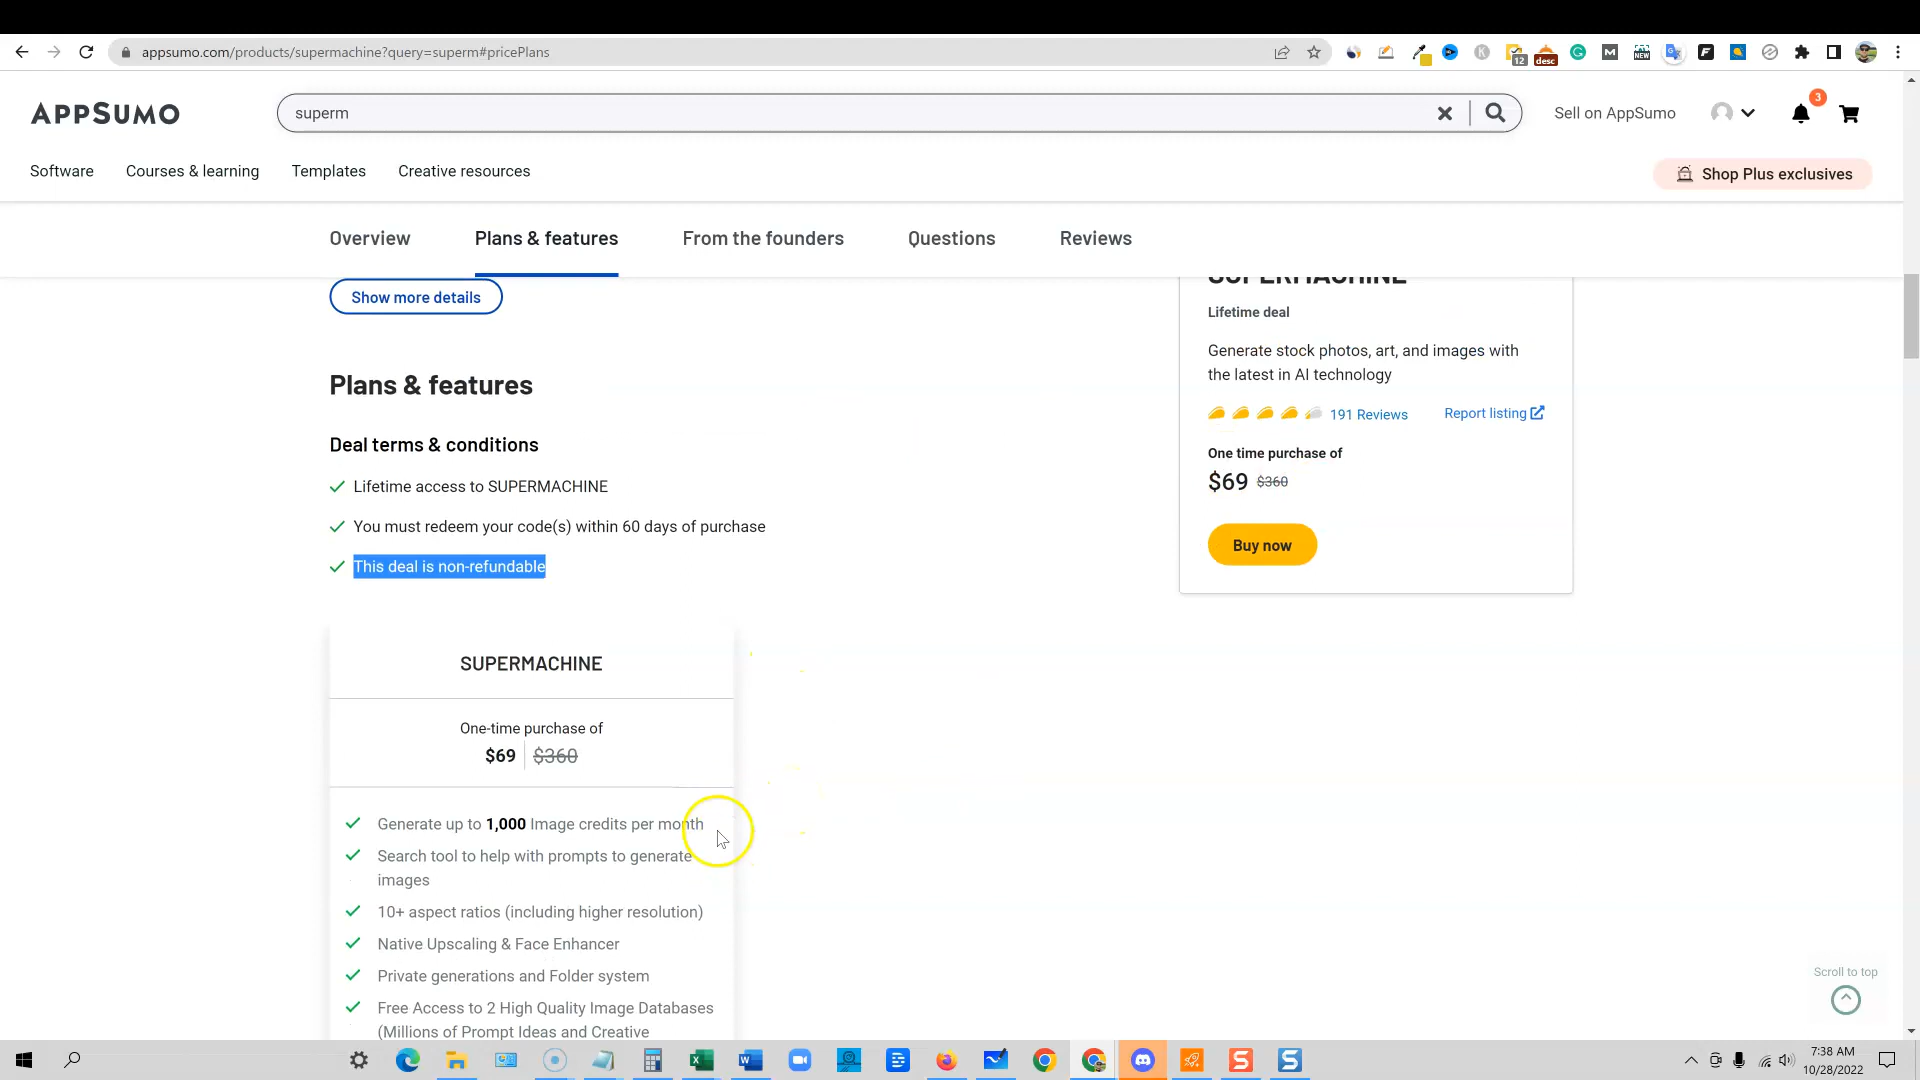 appsumo.com/products/supermachine?query=superm#pricePlans
12
desc
NEW
APPSUMO
superm
Sell on AppSumo
3
Software
Courses & learning
Templates
Creative resources
Shop Plus exclusives
Overview
Plans & features
From the founders
Questions
Reviews
Show more details
SUPERMACHINE
Lifetime deal
Generate stock photos, art, and images with
the latest in AI technology
191 Reviews
Report listing
One time purchase of
$69 $360
Buy now
Plans & features
Deal terms & conditions
Lifetime access to SUPERMACHINE
You must redeem your code(s) within 60 days of purchase
This deal is non-refundable
SUPERMACHINE
One-time purchase of
$69 $360
Generate up to 1,000 Image credits per month
Search tool to help with prompts to generate
images
10+ aspect ratios (including higher resolution)
Native Upscaling & Face Enhancer
Private generations and Folder system
Free Access to 2 High Quality Image Databases
(Millions of Prompt Ideas and Creative
Scroll to top
7:38 AM
10/28/2022